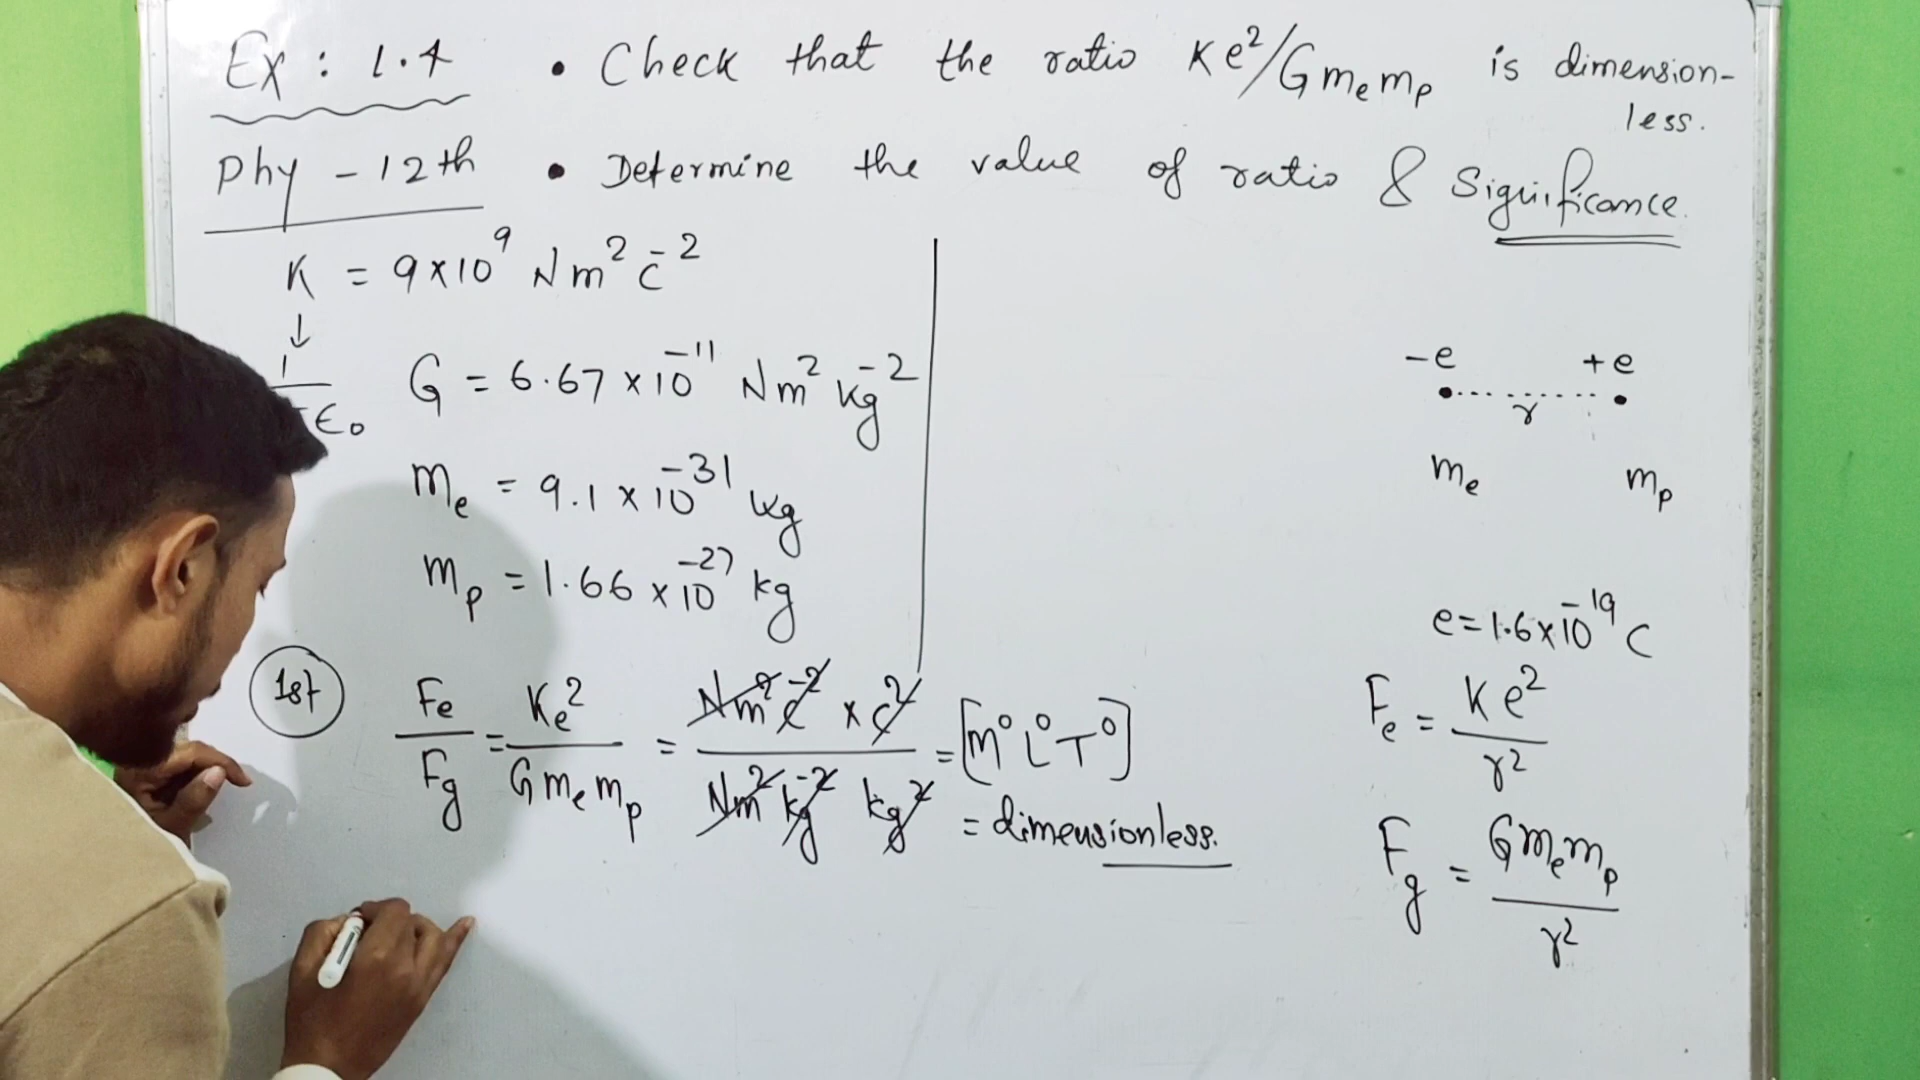 Ex : 1.4 • Check that the ratio Ke²/Gmₑmₚ is dimension-
less.
Phy - 12th • Determine the value of ratio & Significance.
K = 9×10⁹ Nm²C⁻²
↓
1
ε₀
G = 6.67 × 10⁻¹¹ Nm² kg⁻²
mₑ = 9.1 × 10⁻³¹ kg
mₚ = 1.66 × 10⁻²⁷ kg
-e +e
r
mₑ mₚ
e = 1.6×10⁻¹⁹ C
1st Fe/Fg = Ke²/Gmₑmₚ = Nm²C⁻² × C²/Nm² kg⁻² kg² = [M⁰L⁰T⁰]
= dimensionless.
Fₑ = Ke²/r²
F_g = Gmₑmₚ/r²